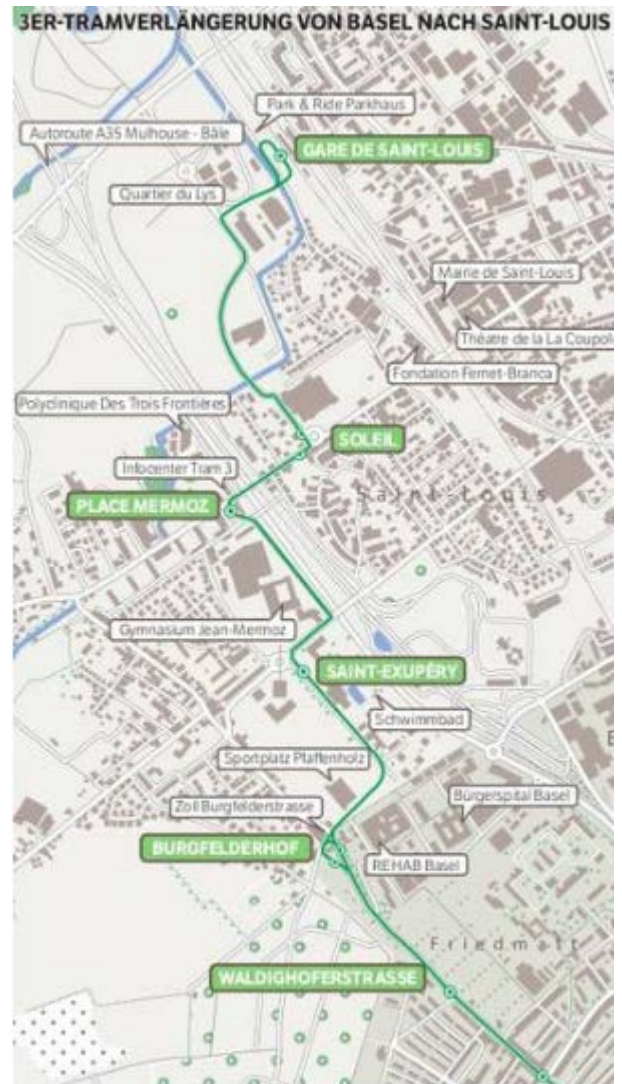 3ER-TRAMVERLÄNGERUNG VON BASEL NACH SAINT-LOUIS
Park & Ride Parkhaus
Autoroute A35 Mulhouse - Bâle
GARE DE SAINT-LOUIS
Quartier du Lys
Mairie de Saint-Louis
Théatre de la La Coupol
Fondation Fernet-Branca
Polyclinique Des Trois Frontières
SOLEIL
Infocenter Tram 3
Saint-Louis
PLACE MERMOZ
Gymnasium Jean-Mermoz
SAINT-EXUPÉRY
Schwimmbad
Sportplatz Pfaffenholz
Bürgerspital Basel
Zoll Burgfelderstrasse
BURGFELDERHOF
REHAB Basel
Friedmatt
WALDIGHOFERSTRASSE